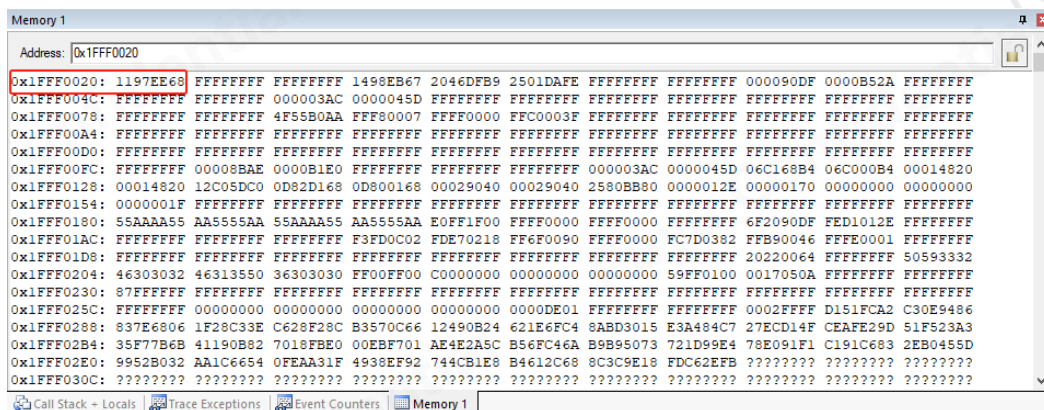 Memory 1
Address: 0x1FFF0020
0x1FFF0020: 1197EE68 FFFFFFFF FFFFFFFF 1498EB67 2046DFB9 2501DAFE FFFFFFFF FFFFFFFF 000090DF 0000B52A FFFFFFFF
0x1FFF004C: FFFFFFFF FFFFFFFF 000003AC 0000045D FFFFFFFF FFFFFFFF FFFFFFFF FFFFFFFF FFFFFFFF FFFFFFFF FFFFFFFF
0x1FFF0078: FFFFFFFF FFFFFFFF 4F55B0AA FFF80007 FFFF0000 FFC0003F FFFFFFFF FFFFFFFF FFFFFFFF FFFFFFFF FFFFFFFF
0x1FFF00A4: FFFFFFFF FFFFFFFF FFFFFFFF FFFFFFFF FFFFFFFF FFFFFFFF FFFFFFFF FFFFFFFF FFFFFFFF FFFFFFFF FFFFFFFF
0x1FFF00D0: FFFFFFFF FFFFFFFF FFFFFFFF FFFFFFFF FFFFFFFF FFFFFFFF FFFFFFFF FFFFFFFF FFFFFFFF FFFFFFFF FFFFFFFF
0x1FFF00FC: FFFFFFFF 00008BAE 0000B1E0 FFFFFFFF FFFFFFFF FFFFFFFF 000003AC 0000045D 06C168B4 06C000B4 00014820
0x1FFF0128: 00014820 12C05DC0 0D82D168 0D800168 00029040 00029040 2580BB80 0000012E 00000170 00000000 00000000
0x1FFF0154: 0000001F FFFFFFFF FFFFFFFF FFFFFFFF FFFFFFFF FFFFFFFF FFFFFFFF FFFFFFFF FFFFFFFF FFFFFFFF FFFFFFFF
0x1FFF0180: 55AAAA55 AA5555AA 55AAAA55 AA5555AA E0FF1F00 FFFF0000 FFFF0000 FFFFFFFF 6F2090DF FED1012E FFFFFFFF
0x1FFF01AC: FFFFFFFF FFFFFFFF FFFFFFFF F3FD0C02 FDE70218 FF6F0090 FFFF0000 FC7D0382 FFB90046 FFFE0001 FFFFFFFF
0x1FFF01D8: FFFFFFFF FFFFFFFF FFFFFFFF FFFFFFFF FFFFFFFF FFFFFFFF FFFFFFFF FFFFFFFF 20220064 FFFFFFFF 50593332
0x1FFF0204: 46303032 46313550 36303030 FF00FF00 C0000000 00000000 00000000 59FF0100 0017050A FFFFFFFF FFFFFFFF
0x1FFF0230: 87FFFFFF FFFFFFFF FFFFFFFF FFFFFFFF FFFFFFFF FFFFFFFF FFFFFFFF FFFFFFFF FFFFFFFF FFFFFFFF FFFFFFFF
0x1FFF025C: FFFFFFFF 00000000 00000000 00000000 00000000 0000DE01 FFFFFFFF FFFFFFFF 0002FFFF D151FCA2 C30E9486
0x1FFF0288: 837E6806 1F28C33E C628F28C B3570C66 12490B24 621E6FC4 8ABD3015 E3A484C7 27ECD14F CEAFE29D 51F523A3
0x1FFF02B4: 35F77B6B 41190B82 7018FBE0 00EBF701 AE4E2A5C B56FC46A B9B95073 721D99E4 78E091F1 C191C683 2EB0455D
0x1FFF02E0: 9952B032 AA1C6654 0FEAA31F 4938EF92 744CB1E8 B4612C68 8C3C9E18 FDC62EFB ???????? ???????? ????????
0x1FFF030C: ???????? ???????? ???????? ???????? ???????? ???????? ???????? ???????? ???????? ???????? ????????
Call Stack + Locals Trace Exceptions Event Counters Memory 1